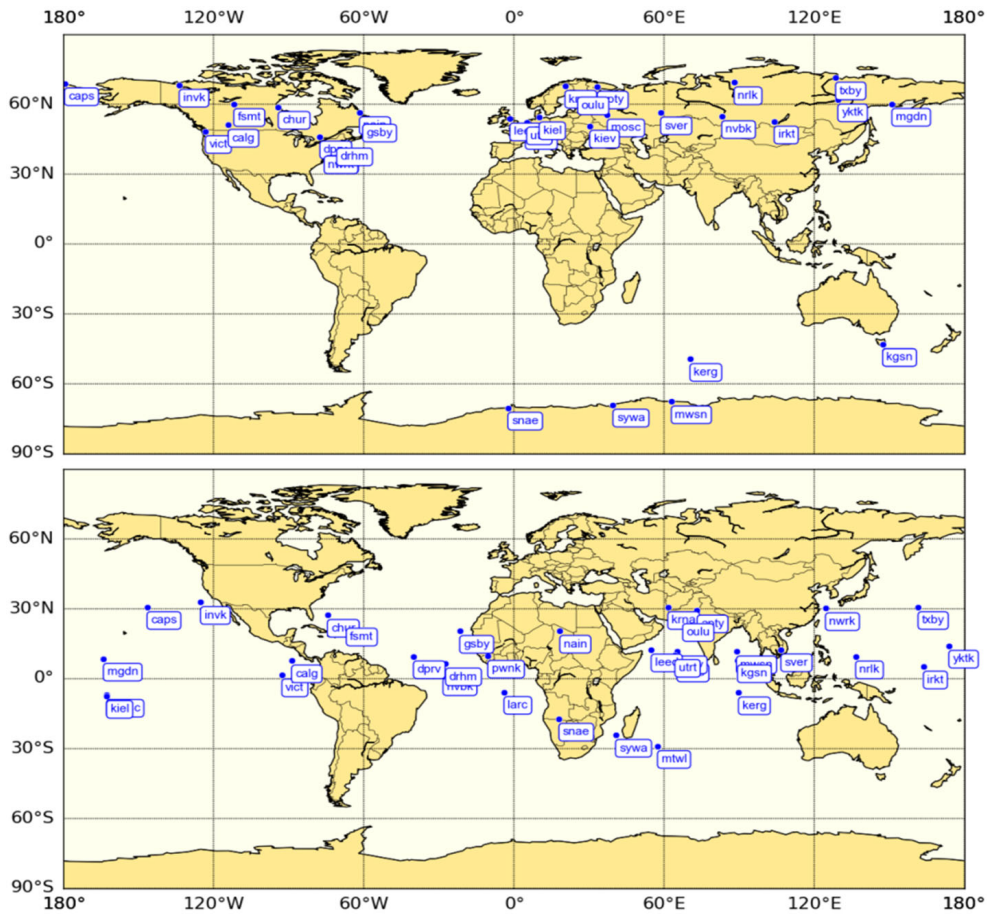 180° 120°W 60°W 0° 60°E 120°E 180°
60°N
30°N
0°
30°S
60°S
90°S
caps
invk
fsmt
chur
calg
vict
gsby
drhm
kiel
oulu
mosc
kiev
sver
nrlk
nvbk
irkt
txby
yktk
mgdn
kgsn
kerg
snae
sywa
mwsn
60°N
30°N
0°
30°S
60°S
90°S
caps
invk
fsmt
mgdn
kiel
calg
vict
gsby
nain
dprv
drhm
pwnk
larc
snae
sywa
mtwl
krna
oulu
utrt
kgsn
sver
kerg
nwrk
nrlk
txby
yktk
irkt
180° 120°W 60°W 0° 60°E 120°E 180°